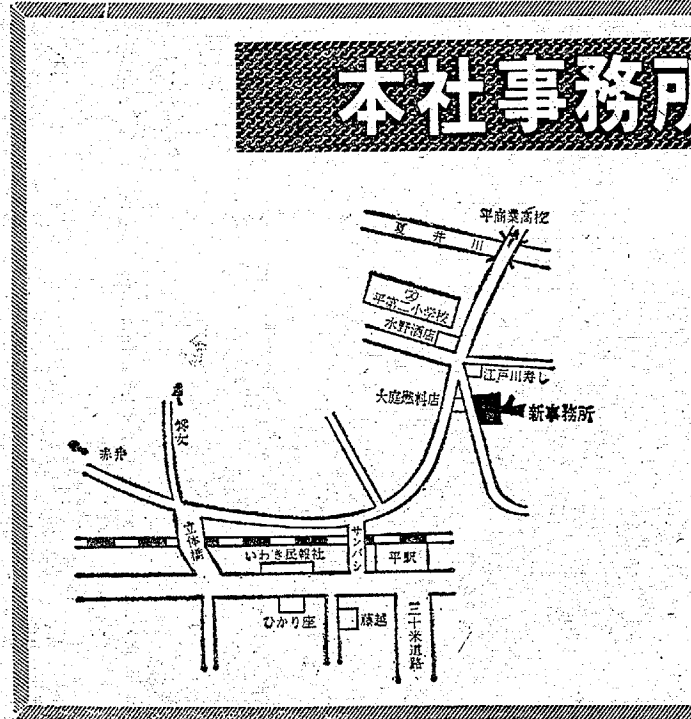 本社事務所
平商業高校
夏井川
平第二小学校
水野酒店
江戸川寿し
大庭燃料店
新事務所
赤井
立体橋
いわき民報社
サンバシ
平駅
ひかり座
藤越
三十米道路